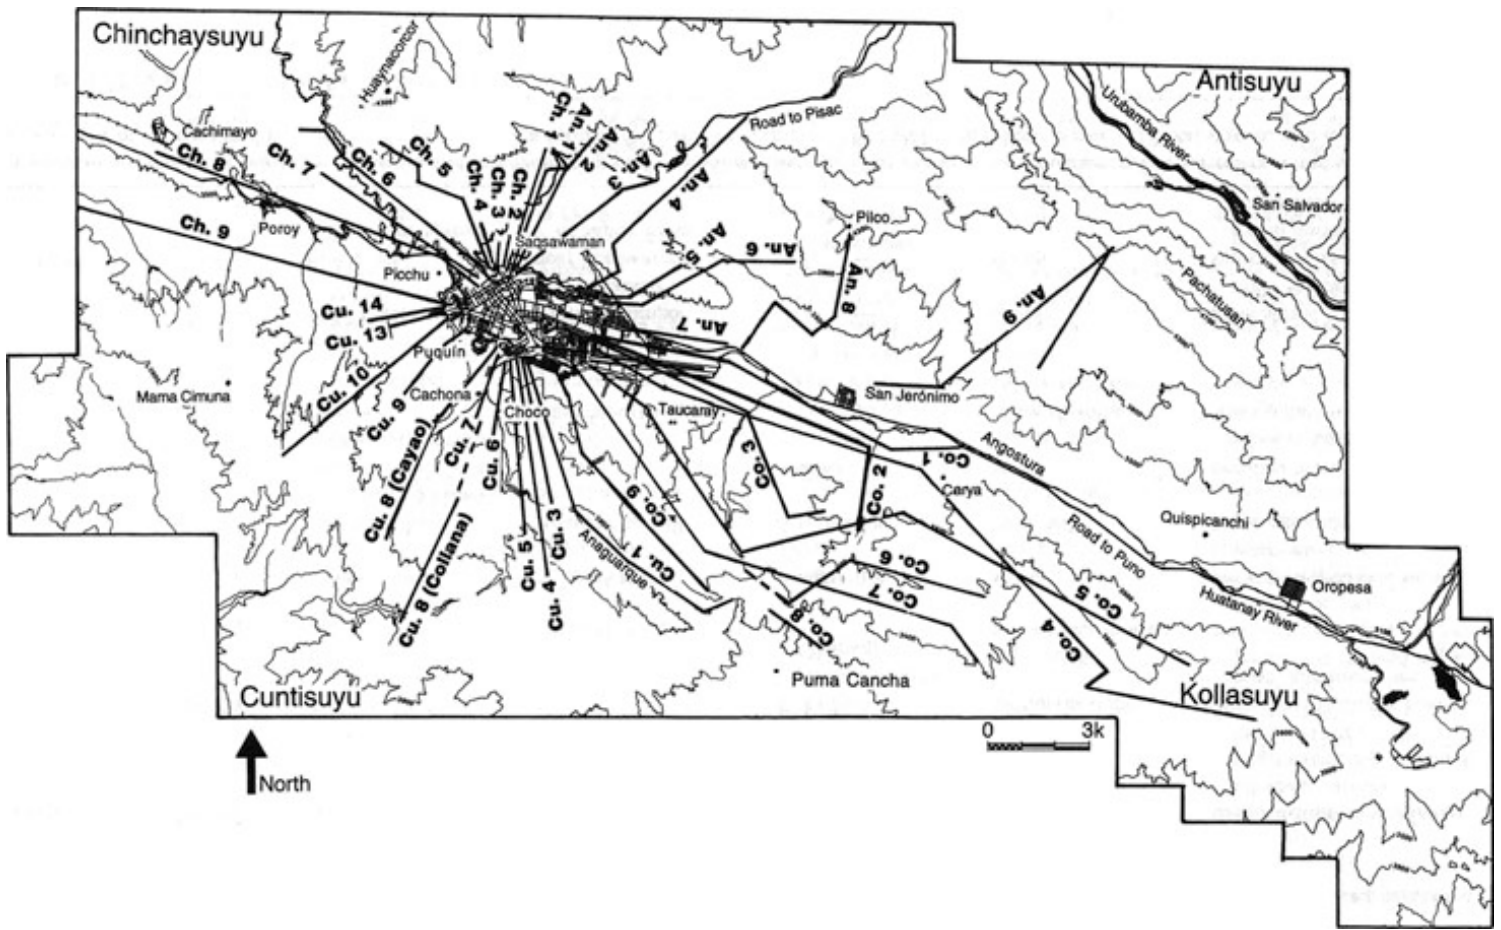 Chinchaysuyu
Huaynacorcor
Antisuyu
Urubamba River
Road to Pisac
Cachimayo
Ch. 8
Ch. 7
Ch. 6
Ch. 5
Ch. 4
Ch. 3
Ch. 2
Ch. 1
An. 1
An. 2
An. 3
An. 4
San Salvador
Ch. 9
Poroy
Saqsawaman
Pilco
An. 5
An. 6
An. 8
An. 9
Pachatusan
Picchu
Cu. 14
Cu. 13
An. 7
Puquín
Mama Cimuna
Cu. 10
Cachona
Choco
Taucaray
San Jerónimo
Cu. 9
Cu. 8 (Cayao)
Cu. 7
Cu. 6
Co. 3
Co. 2
Co. 1
Angostura
Carya
Cu. 8 (Collana)
Cu. 5
Cu. 4
Cu. 3
Anaguarque
Cu. 1
Co. 9
Quispicanchi
Road to Puno
Co. 6
Co. 7
Co. 8
Co. 5
Co. 4
Huatanay River
Oropesa
Puma Cancha
Cuntisuyu
Kollasuyu
0 3k
North